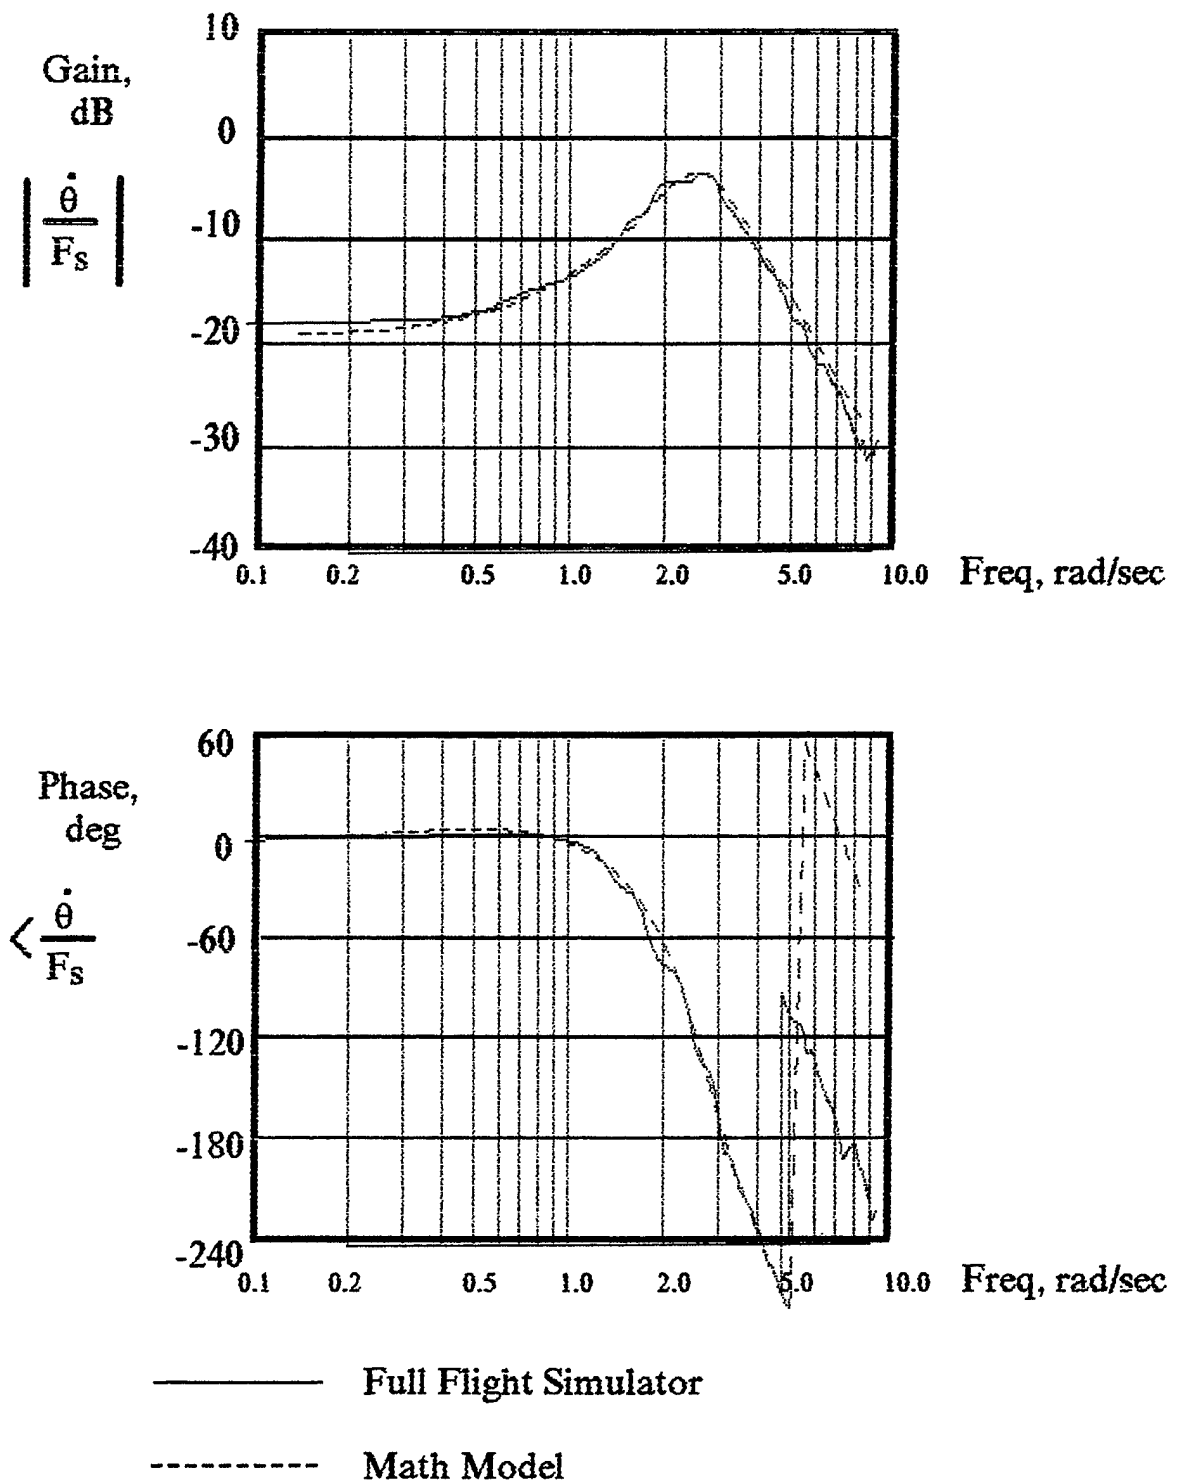 10
Gain,
dB
0
θ̇
Fs
-10
-20
-30
-40
0.1 0.2 0.5 1.0 2.0 5.0 10.0 Freq, rad/sec
60
Phase,
deg
0
< θ̇
Fs
-60
-120
-180
-240
0.1 0.2 0.5 1.0 2.0 5.0 10.0 Freq, rad/sec
Full Flight Simulator
Math Model